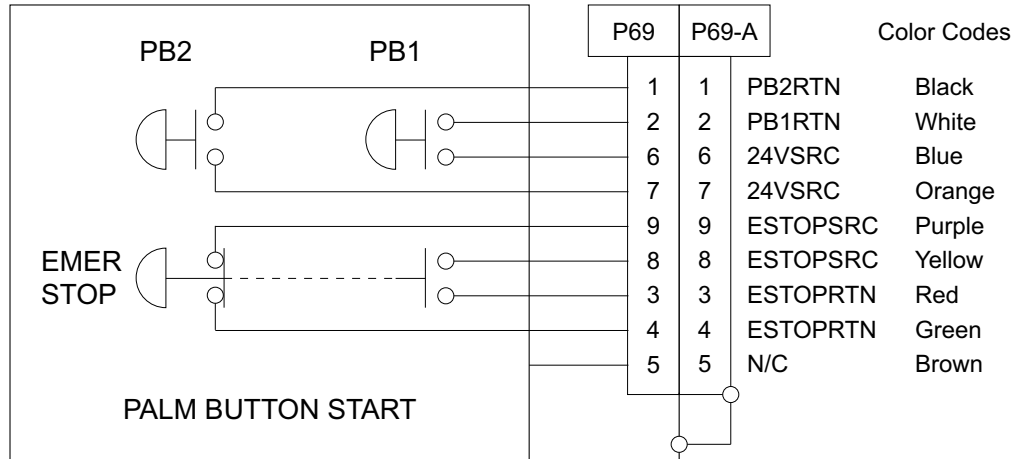 P69 P69-A Color Codes
PB2 PB1
1 1 PB2RTN Black
2 2 PB1RTN White
6 6 24VSRC Blue
7 7 24VSRC Orange
9 9 ESTOPSRC Purple
8 8 ESTOPSRC Yellow
3 3 ESTOPRTN Red
4 4 ESTOPRTN Green
5 5 N/C Brown
EMER
STOP
PALM BUTTON START